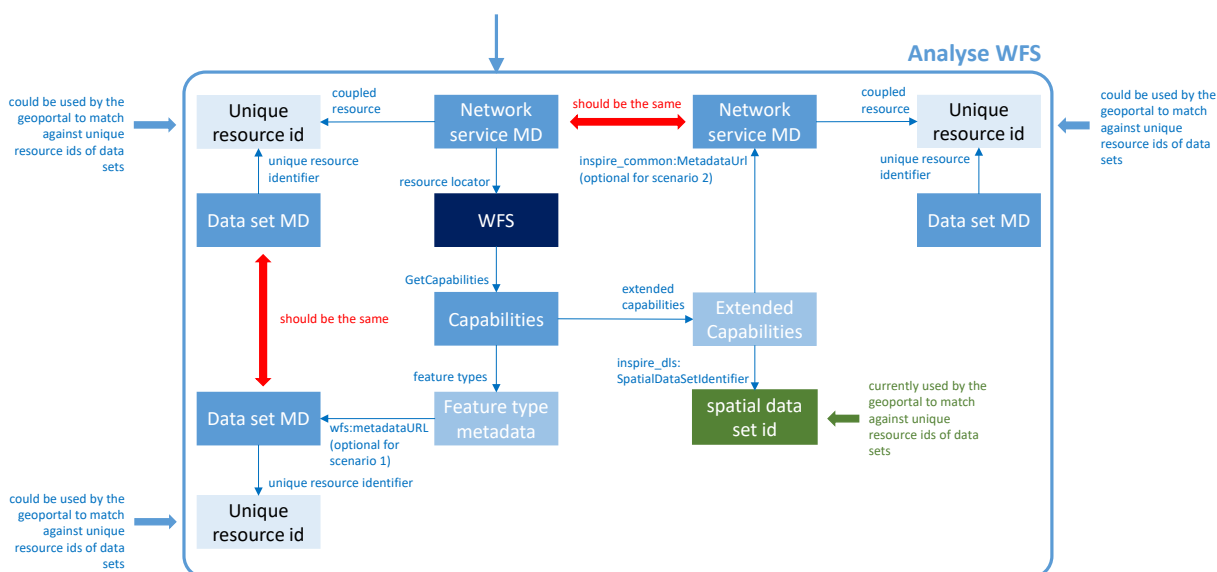 Analyse WFS
could be used by the
geoportal to match
against unique
resource ids of data
sets
Unique
resource id
coupled
resource
Network
service MD
should be the same
Network
service MD
coupled
resource
Unique
resource id
could be used by the
geoportal to match
against unique
resource ids of data
sets
unique resource
identifier
resource locator
inspire_common:MetadataUrl
(optional for scenario 2)
unique resource
identifier
Data set MD
WFS
Data set MD
GetCapabilities
should be the same
Capabilities
extended
capabilities
Extended
Capabilities
feature types
inspire_dls:
SpatialDataSetIdentifier
Data set MD
wfs:metadataURL
(optional for
scenario 1)
Feature type
metadata
spatial data
set id
currently used by the
geoportal to match
against unique
resource ids of data
sets
unique resource identifier
could be used by the
geoportal to match
against unique
resource ids of data
sets
Unique
resource id